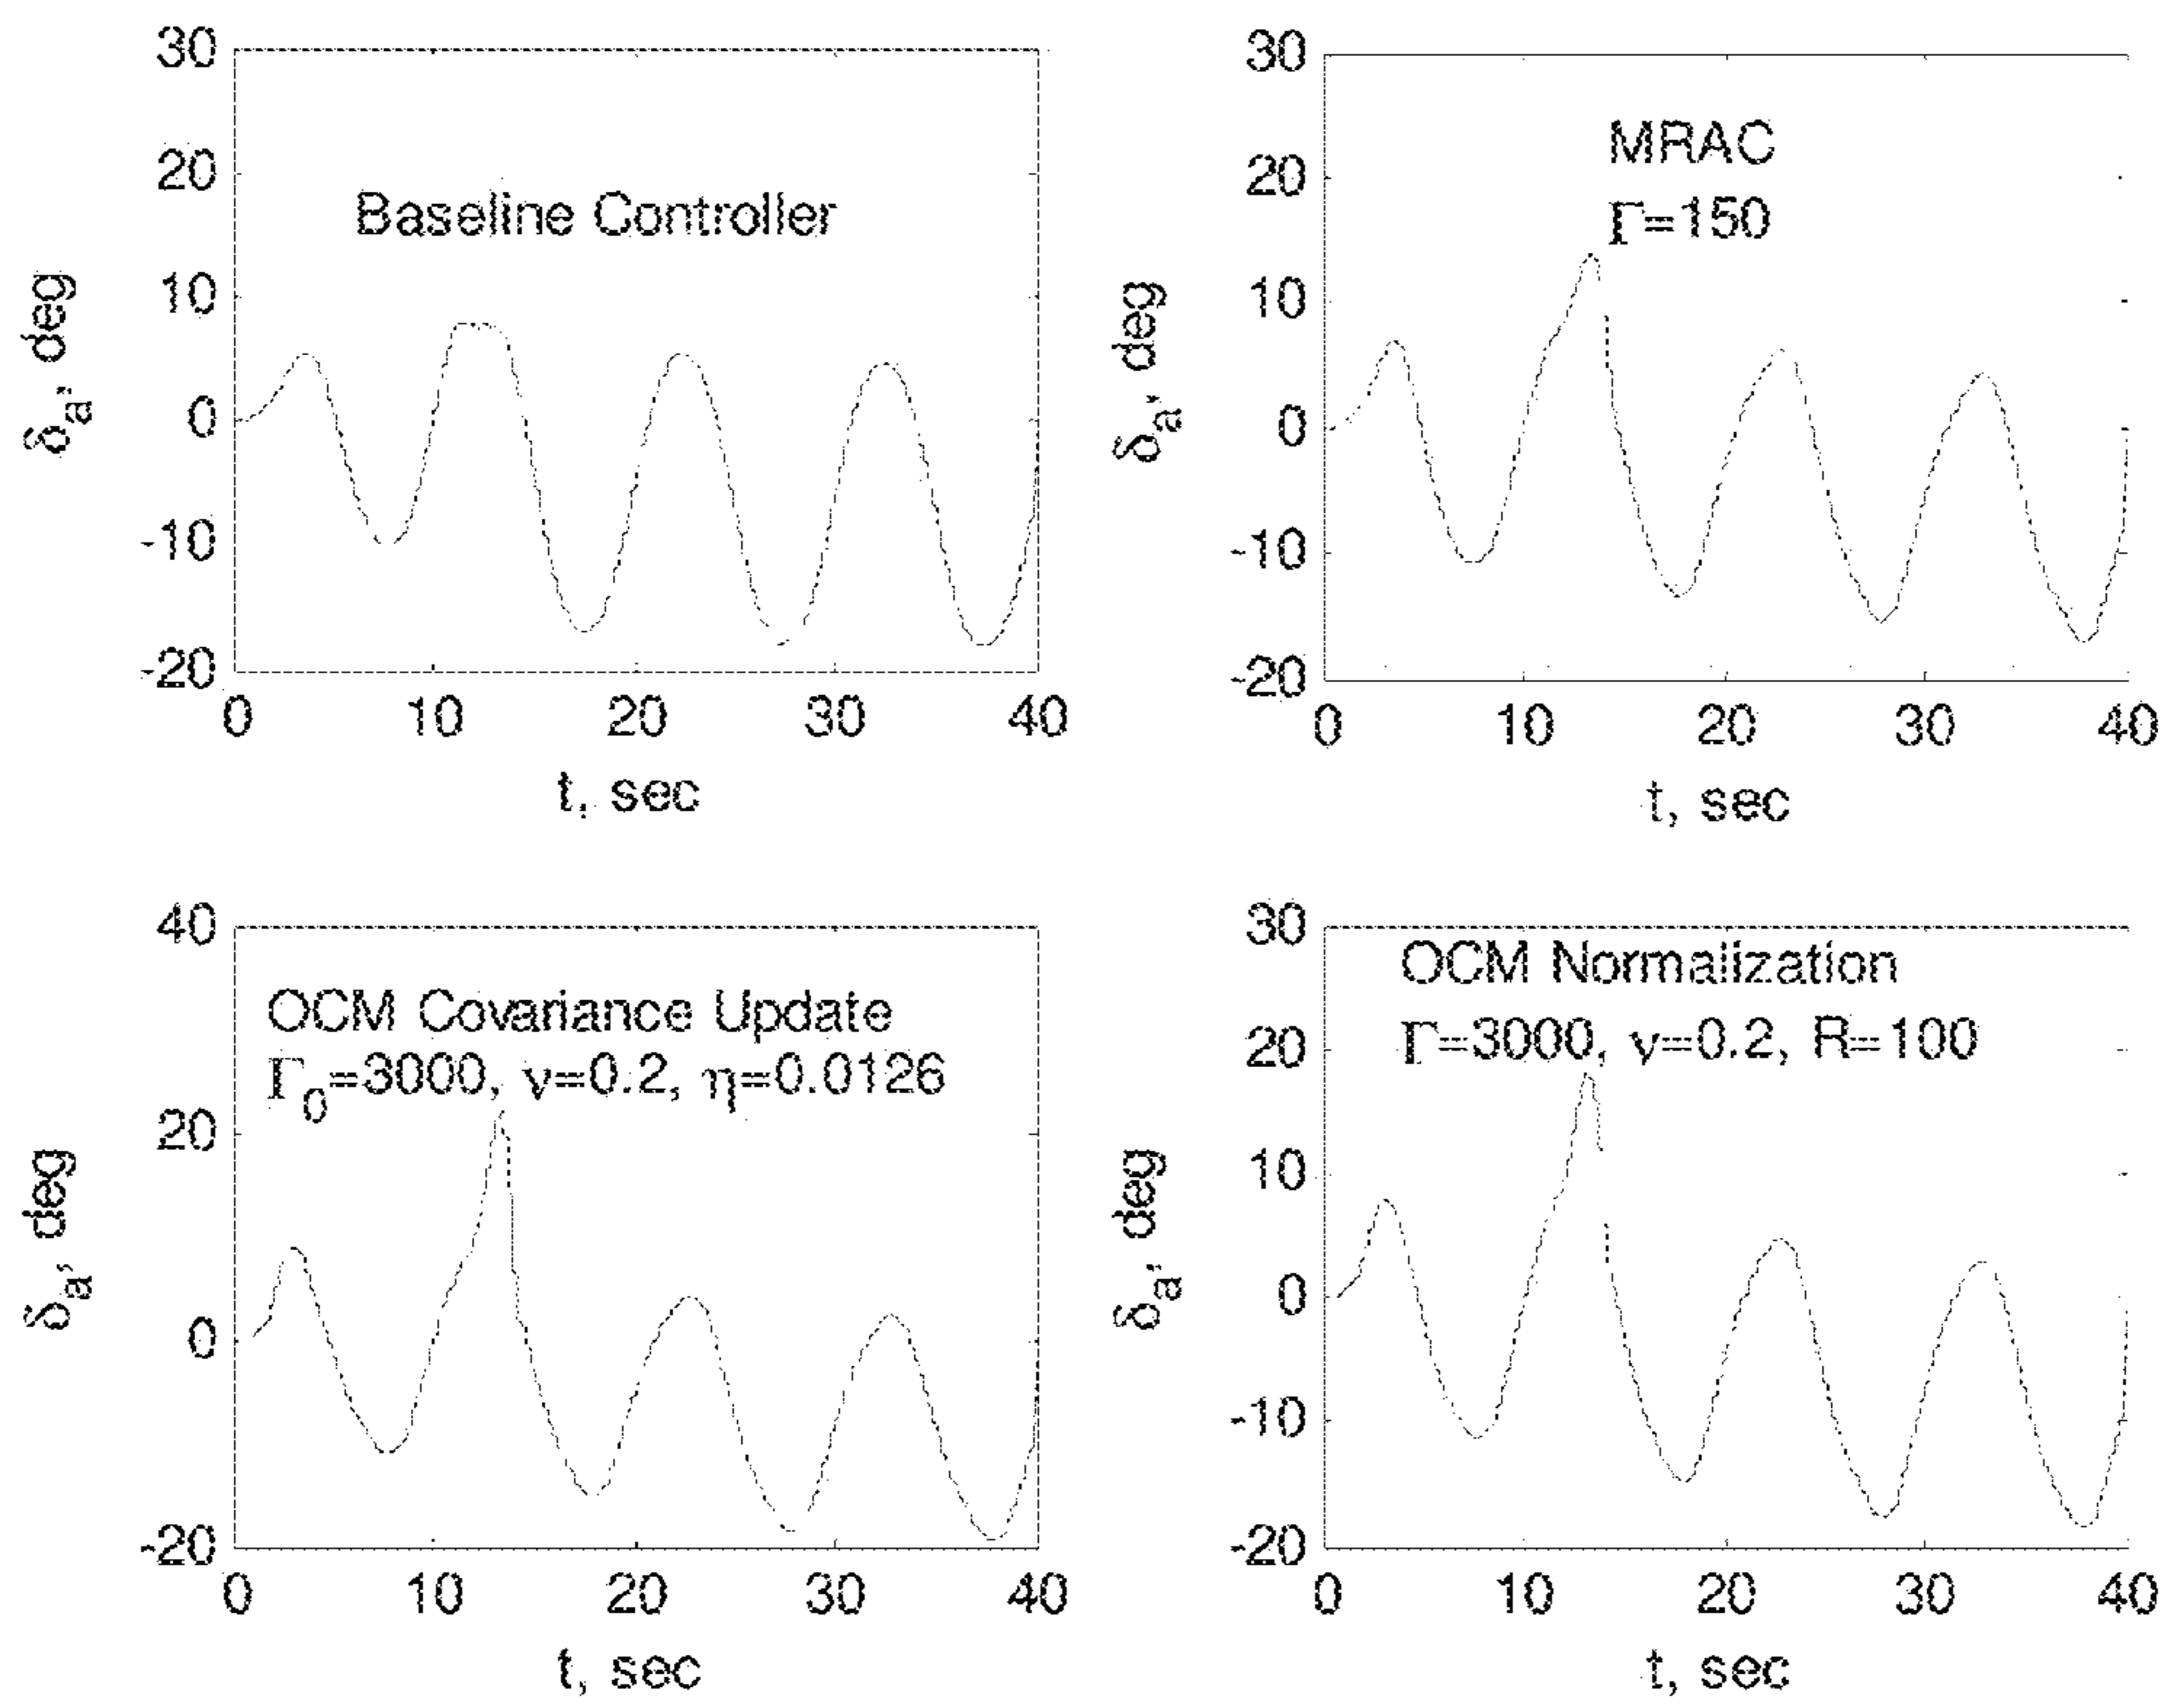 30
20
10
0
-10
-20
δa, deg
Baseline Controller
0 10 20 30 40
t, sec
30
20
10
0
-10
-20
δa, deg
MRAC
Γ=150
0 10 20 30 40
t, sec
40
20
0
-20
δa, deg
OCM Covariance Update
Γ0=3000, ν=0.2, η=0.0126
0 10 20 30 40
t, sec
30
20
10
0
-10
-20
δa, deg
OCM Normalization
Γ=3000, ν=0.2, R=100
0 10 20 30 40
t, sec